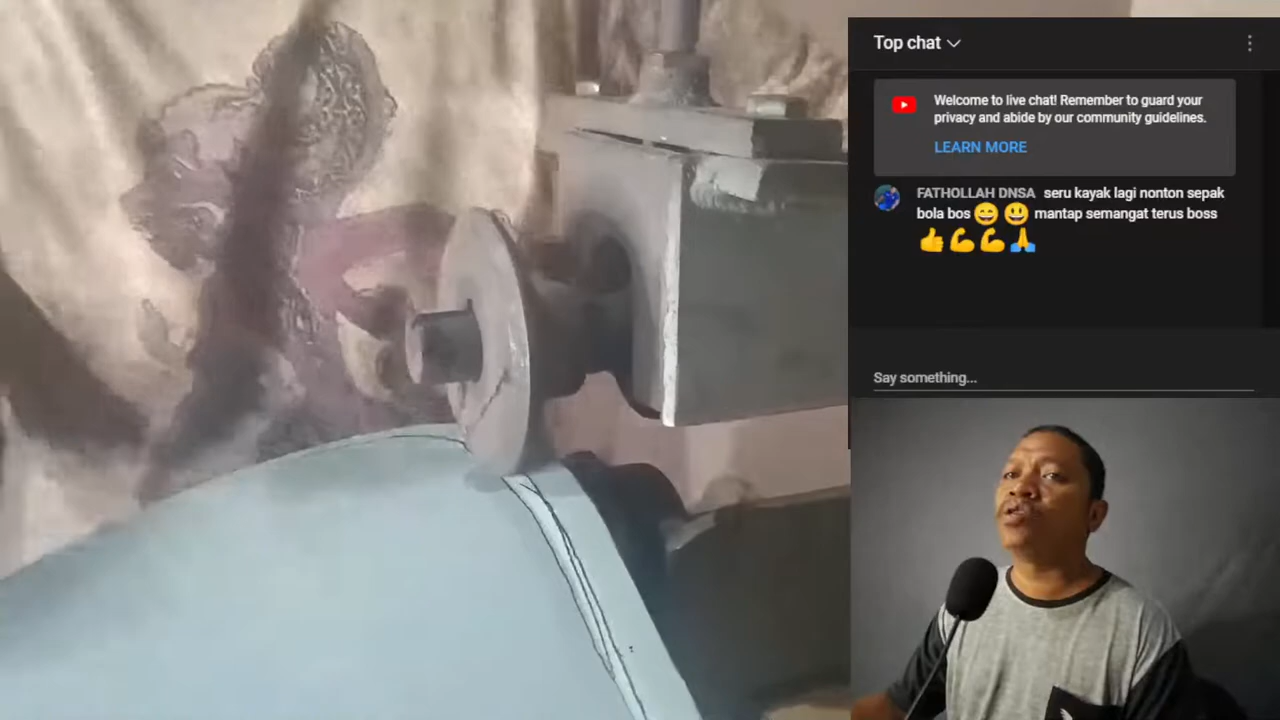 Top chat
Welcome to live chat! Remember to guard your
privacy and abide by our community guidelines.
LEARN MORE
FATHOLLAH DNSA seru kayak lagi nonton sepak
bola bos 😄 😃 mantap semangat terus boss
👍💪💪🙏
Say something...